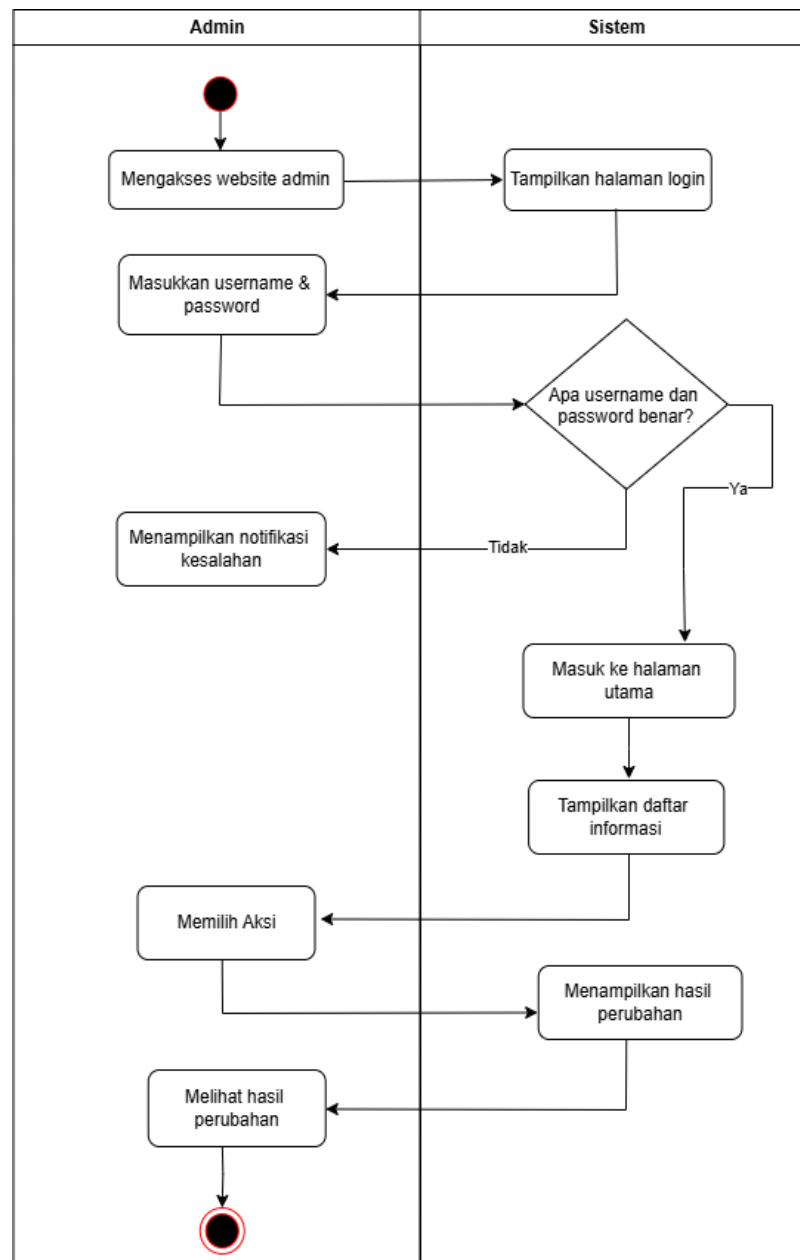 Admin
Sistem
Mengakses website admin
Tampilkan halaman login
Masukkan username &
password
Apa username dan
password benar?
Ya
Tidak
Menampilkan notifikasi
kesalahan
Masuk ke halaman
utama
Tampilkan daftar
informasi
Memilih Aksi
Menampilkan hasil
perubahan
Melihat hasil
perubahan